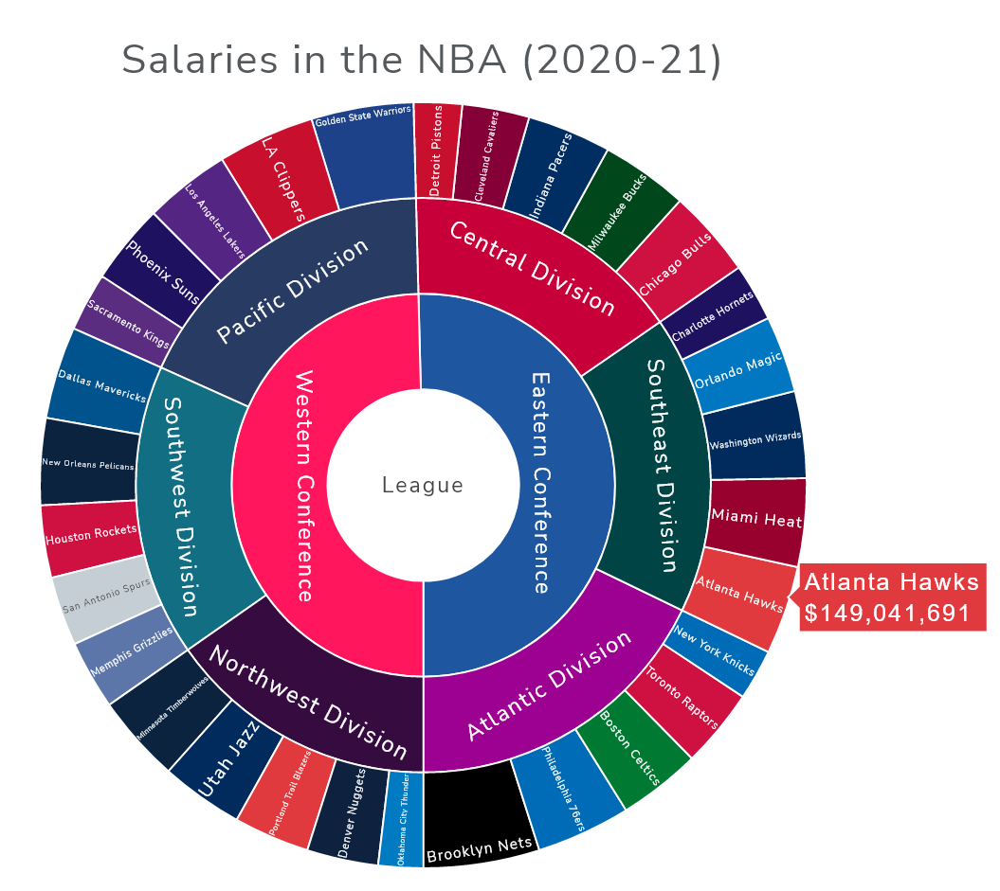 Salaries in the NBA (2020-21)
League
Eastern Conference
Western Conference
Central Division
Southeast Division
Atlantic Division
Northwest Division
Southwest Division
Pacific Division
Detroit Pistons
Cleveland Cavaliers
Indiana Pacers
Milwaukee Bucks
Chicago Bulls
Charlotte Hornets
Orlando Magic
Washington Wizards
Miami Heat
Atlanta Hawks
Atlanta Hawks
$149,041,691
New York Knicks
Toronto Raptors
Boston Celtics
Philadelphia 76ers
Brooklyn Nets
Oklahoma City Thunder
Denver Nuggets
Portland Trail Blazers
Utah Jazz
Minnesota Timberwolves
Memphis Grizzlies
San Antonio Spurs
Houston Rockets
New Orleans Pelicans
Dallas Mavericks
Sacramento Kings
Phoenix Suns
Los Angeles Lakers
LA Clippers
Golden State Warriors